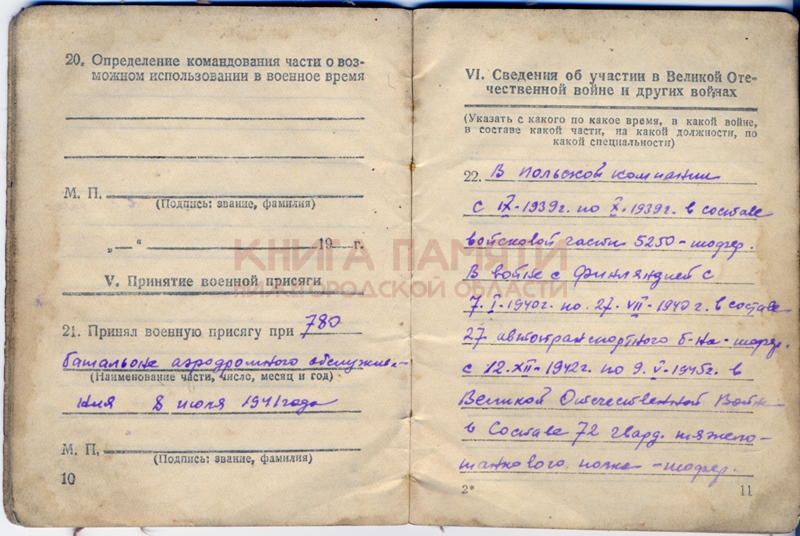 20. Определение командования части о воз-
можном использовании в военное время
М. П.
(Подпись: звание, фамилия)
„—“ 19 г.
V. Принятие военной присяги
21. Принял военную присягу при 780
батальоне аэродромного обслужива-
(Наименование части, число, месяц и год)
ния 8 июля 1941 года
М. П.
(Подпись: звание, фамилия)
10
VI. Сведения об участии в Великой Оте-
чественной войне и других войнах
(Указать с какого по какое время, в какой войне,
в составе какой части, на какой должности, по
какой специальности)
22. В польской компании
с IX-1939г. по X-1939г. в составе
войсковой части 5250 - шофер.
В войне с Финляндией с
7.I-1940г. по 27.VII-1940г. в составе
27 автотранспортного б-на - шофер.
с 12.XII-1942г. по 9.V-1945г. в
Великой Отечественной Войне
в составе 72 гвард. тяжело-
танкового полка - шофер.
2*
11
КНИГА ПАМЯТИ
НИЖГОРОДСКОЙ ОБЛАСТИ